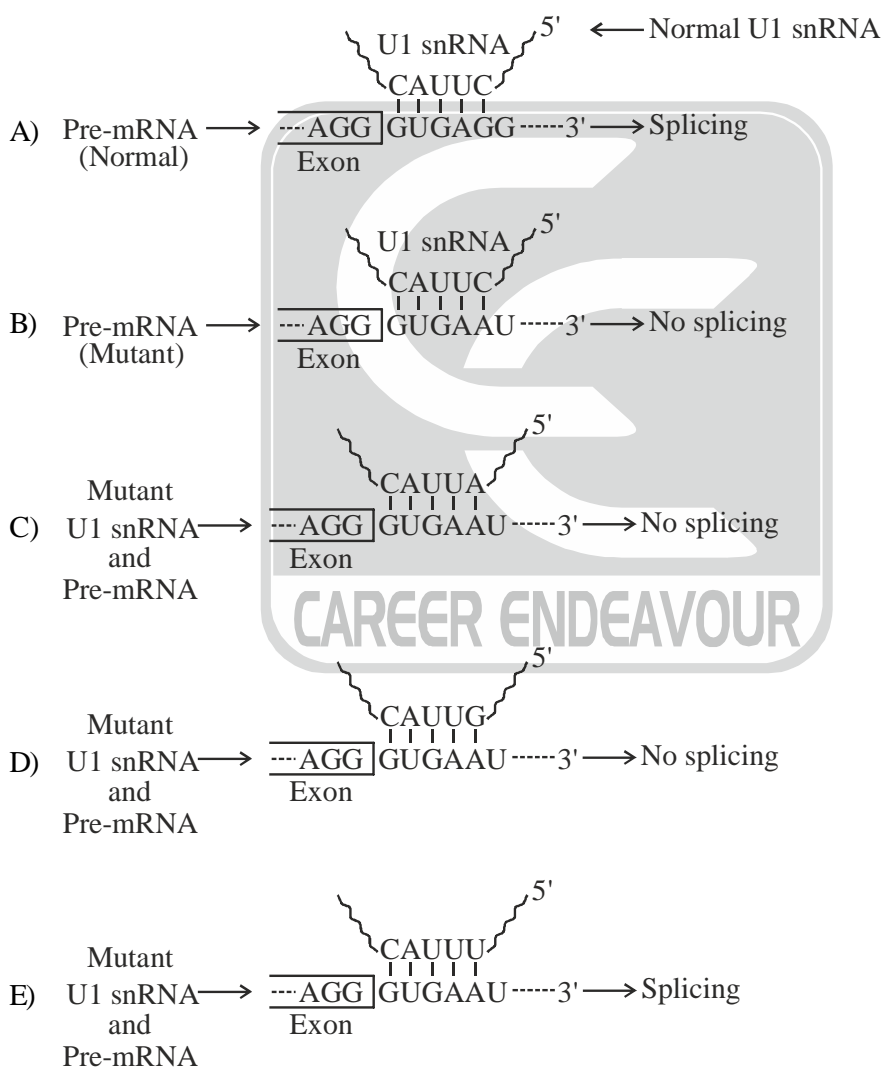 5' ← Normal U1 snRNA
U1 snRNA
CAUUC
A) Pre-mRNA → ---- AGG GUGAGG ------ 3' → Splicing
(Normal) Exon
5'
U1 snRNA
CAUUC
B) Pre-mRNA → ---- AGG GUGAAU ------ 3' → No splicing
(Mutant) Exon
5'
Mutant CAUUA
C) U1 snRNA → ---- AGG GUGAAU ------ 3' → No splicing
and Exon
Pre-mRNA
CAREER ENDEAVOUR
5'
Mutant CAUUG
D) U1 snRNA → ---- AGG GUGAAU ------ 3' → No splicing
and Exon
Pre-mRNA
5'
Mutant CAUUU
E) U1 snRNA → ---- AGG GUGAAU ------ 3' → Splicing
and Exon
Pre-mRNA